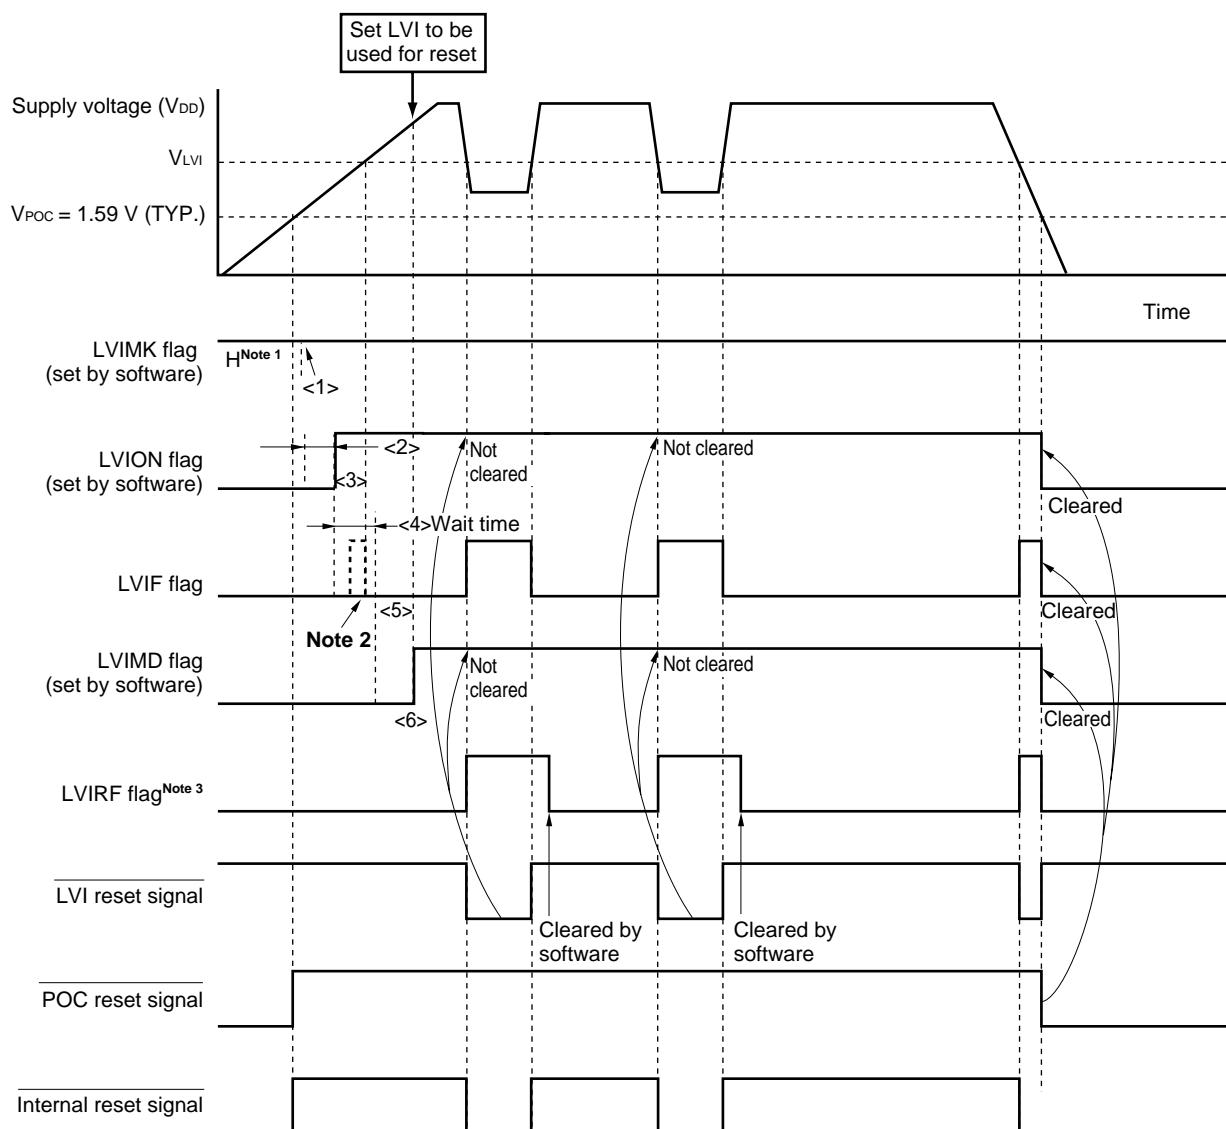 Set LVI to be
used for reset
Supply voltage (VDD)
VLVI
VPOC = 1.59 V (TYP.)
Time
LVIMK flag
(set by software)
H Note 1
<1>
LVION flag
(set by software)
<2>
<3>
Not
cleared
Not cleared
Cleared
<4>Wait time
LVIF flag
<5>
Note 2
Cleared
LVIMD flag
(set by software)
<6>
Not
cleared
Not cleared
Cleared
LVIRF flag Note 3
LVI reset signal
Cleared by
software
Cleared by
software
POC reset signal
Internal reset signal